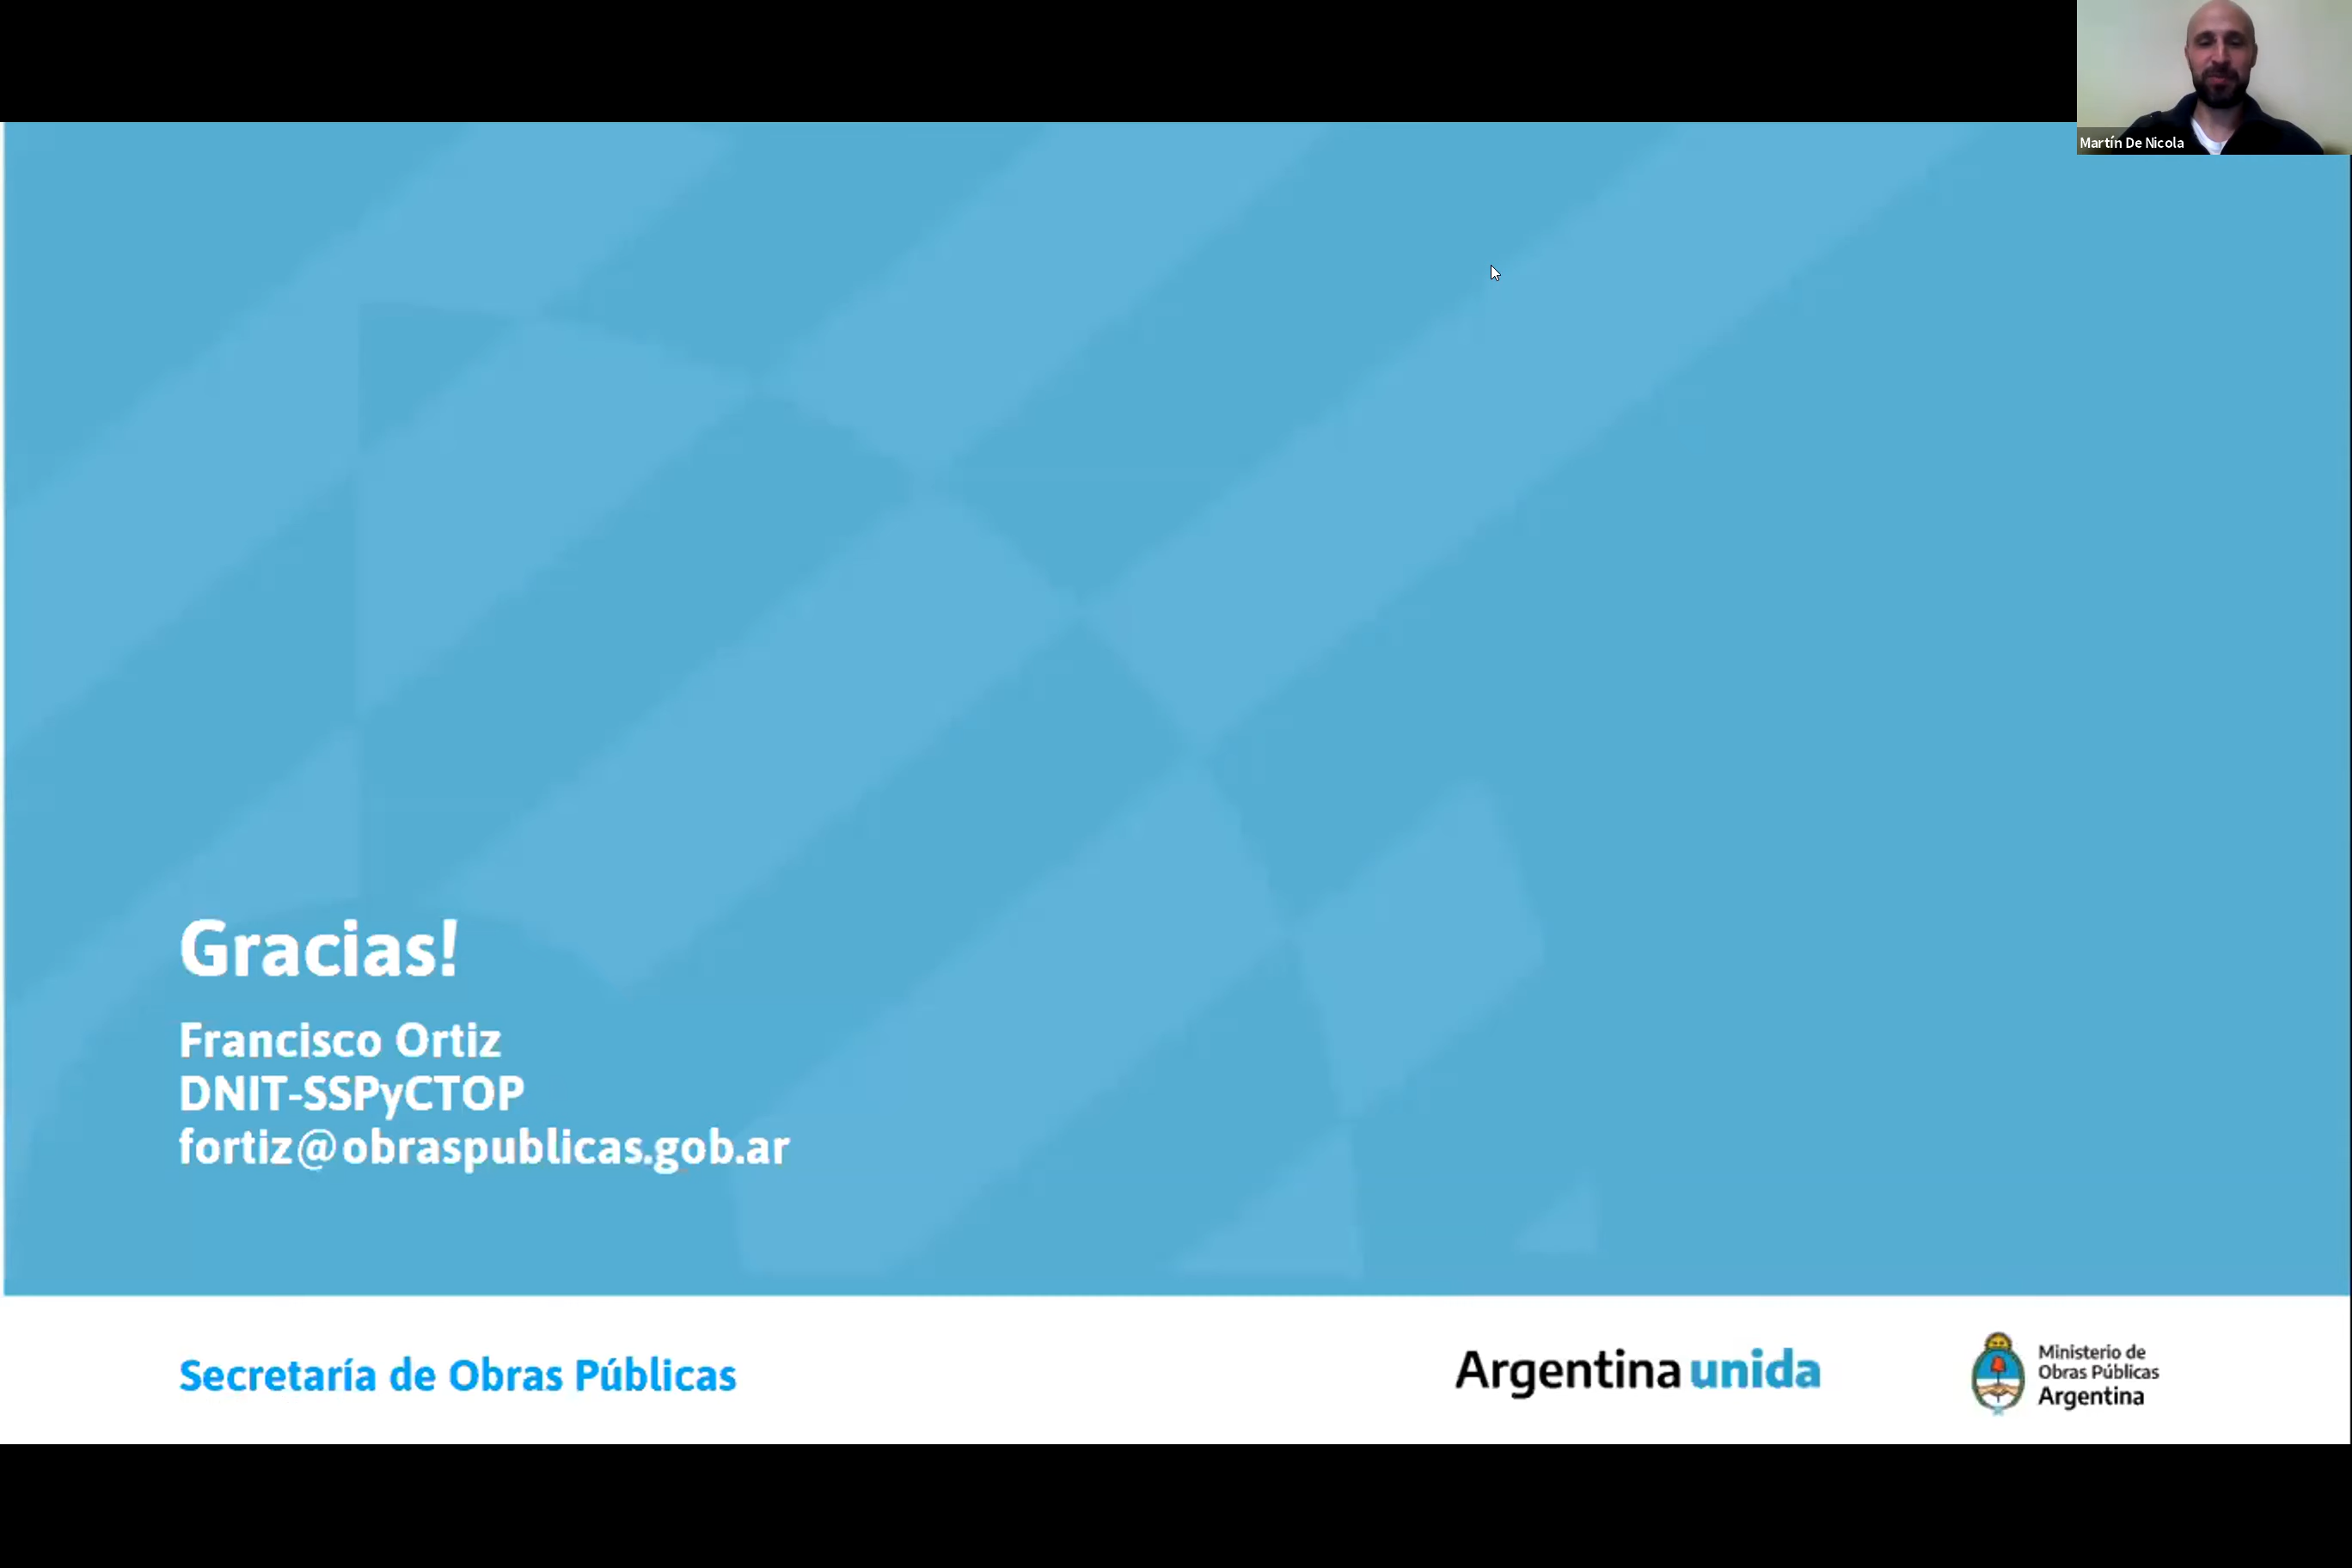 Martín De Nicola
Gracias!
Francisco Ortiz
DNIT-SSPyCTOP
fortiz@obraspublicas.gob.ar
Secretaría de Obras Públicas
Argentina unida
Ministerio de
Obras Públicas
Argentina